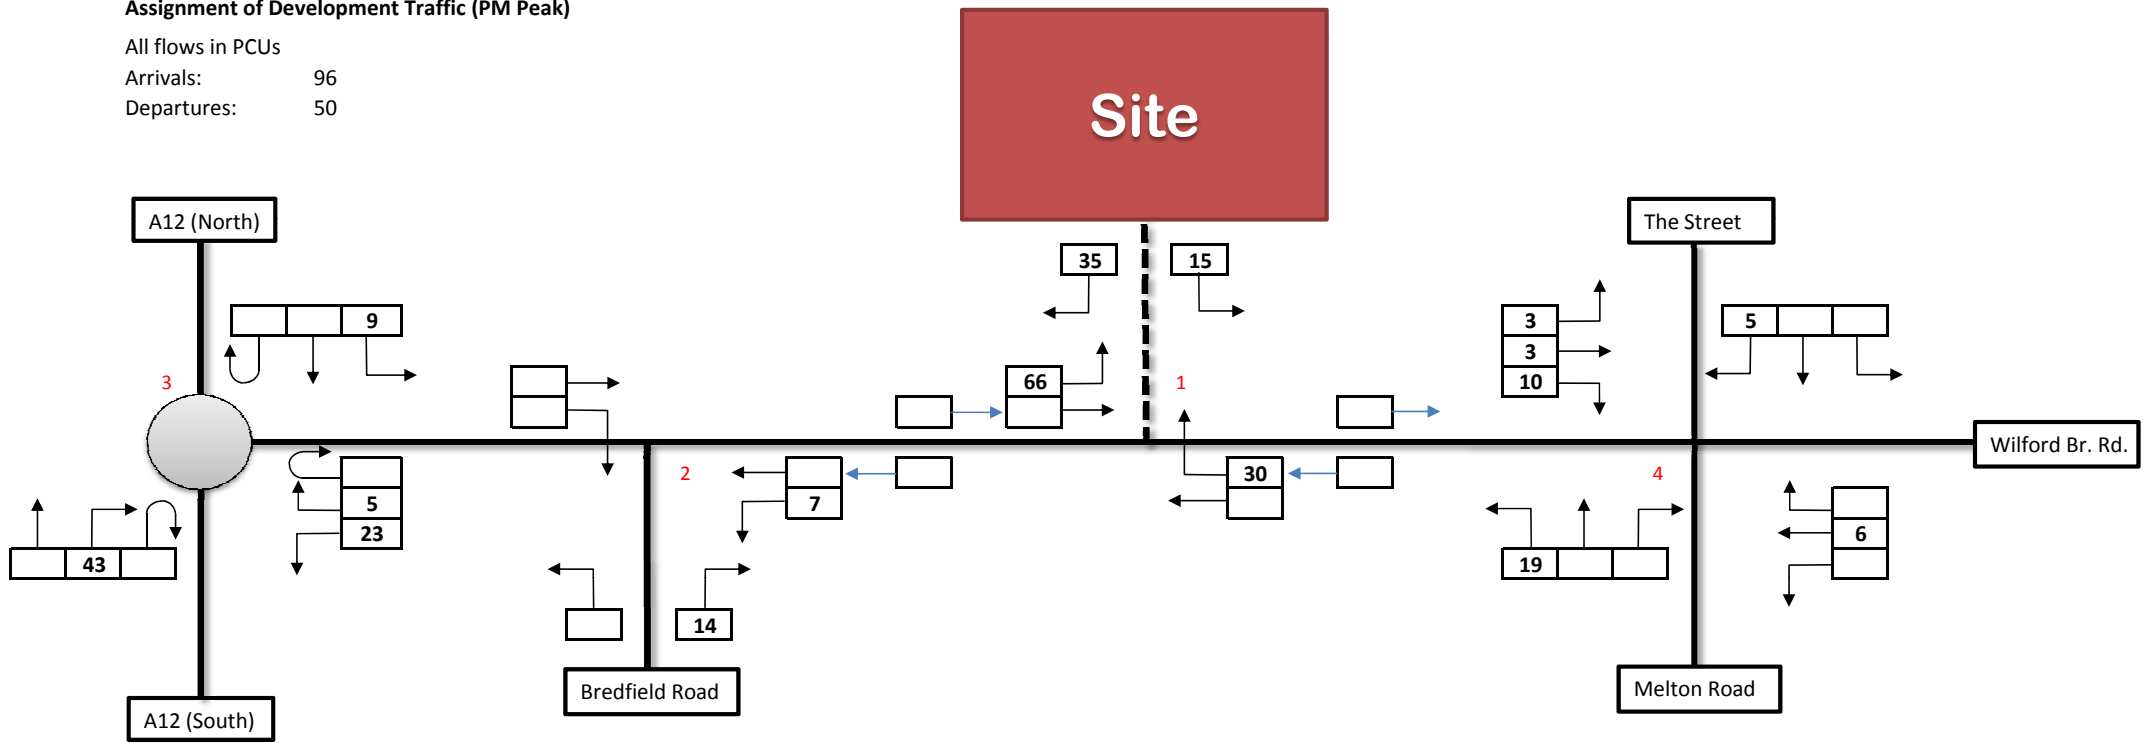 Assignment of Development Traffic (PM Peak)
All flows in PCUs
Arrivals: 96
Departures: 50
Site
A12 (North)
The Street
35 15
9
3
5
3
3
10
66
1
Wilford Br. Rd.
2
7
30
4
5
23
43
6
19
14
Bredfield Road
Melton Road
A12 (South)